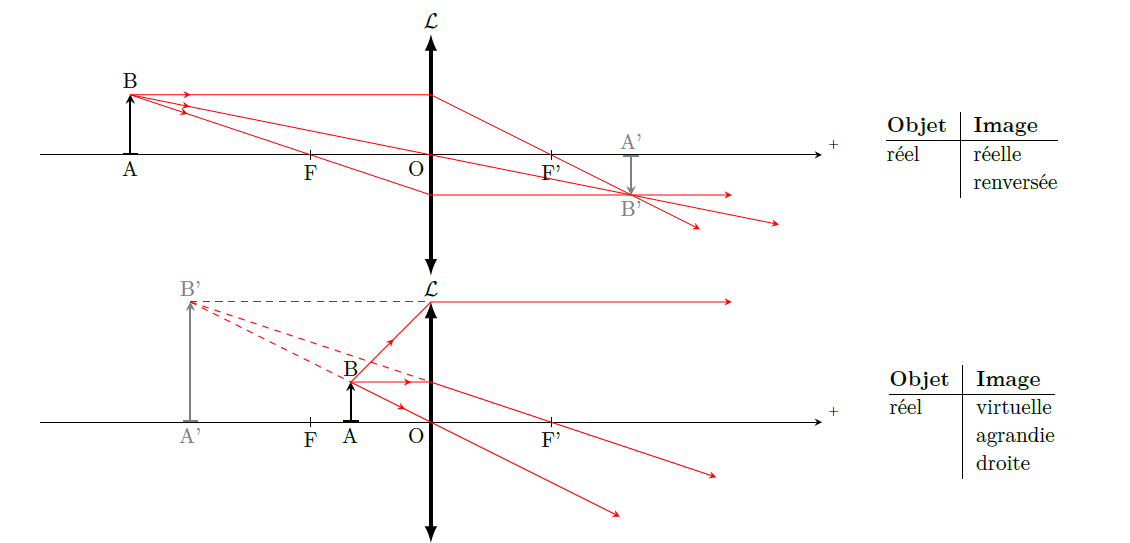 ℒ
B
A
F
O
F'
A'
B'
+
Objet Image
réel réelle
renversée
ℒ
B'
B
A'
F
A
O
F'
+
Objet Image
réel virtuelle
agrandie
droite